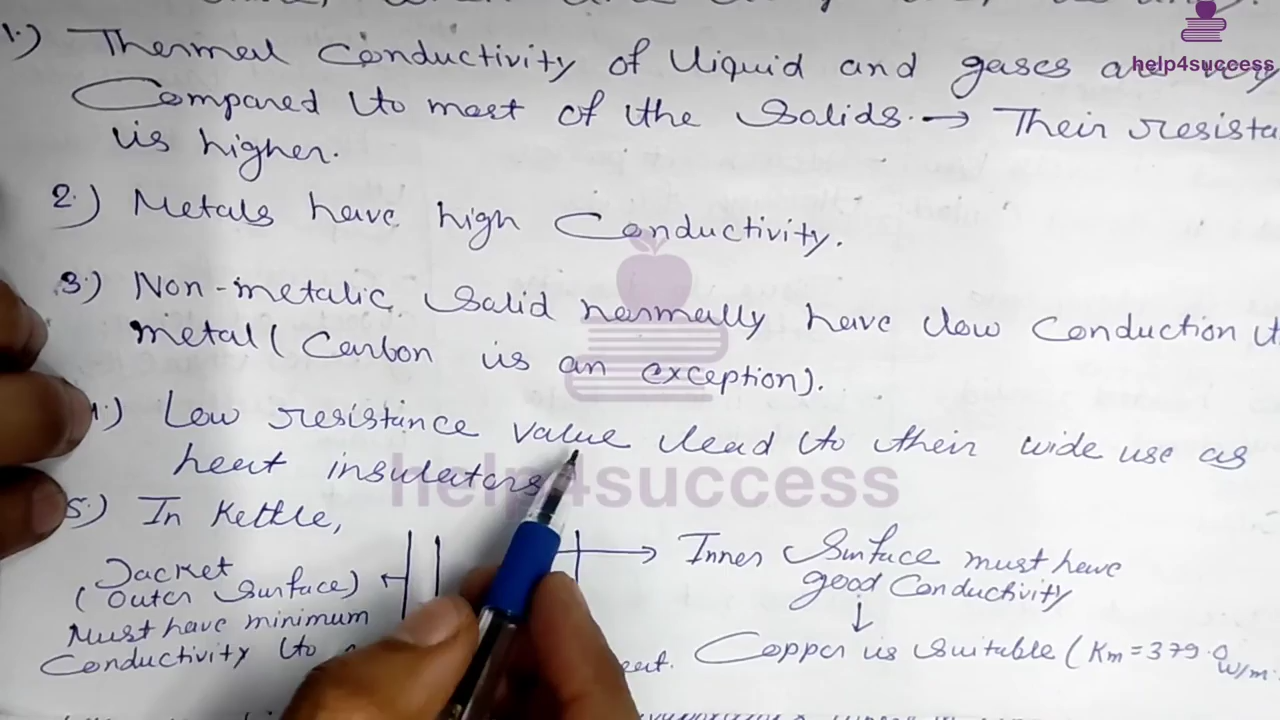 help4success
1.) Thermal Conductivity of liquid and gases are very
Compared to most of the Solids. → Their resista
is higher.
2.) Metals have high Conductivity.
3.) Non-metalic Solid normally have low Conduction
metal (Carbon is an exception).
4.) Low resistance value lead to their wide use as
heat insulators
help4success
5.) In Kettle,
Jacket
(outer Surface)
Must have minimum
Conductivity to
Inner Surface must have
good Conductivity
↓
Copper is Suitable (Km = 379.0 W/m.